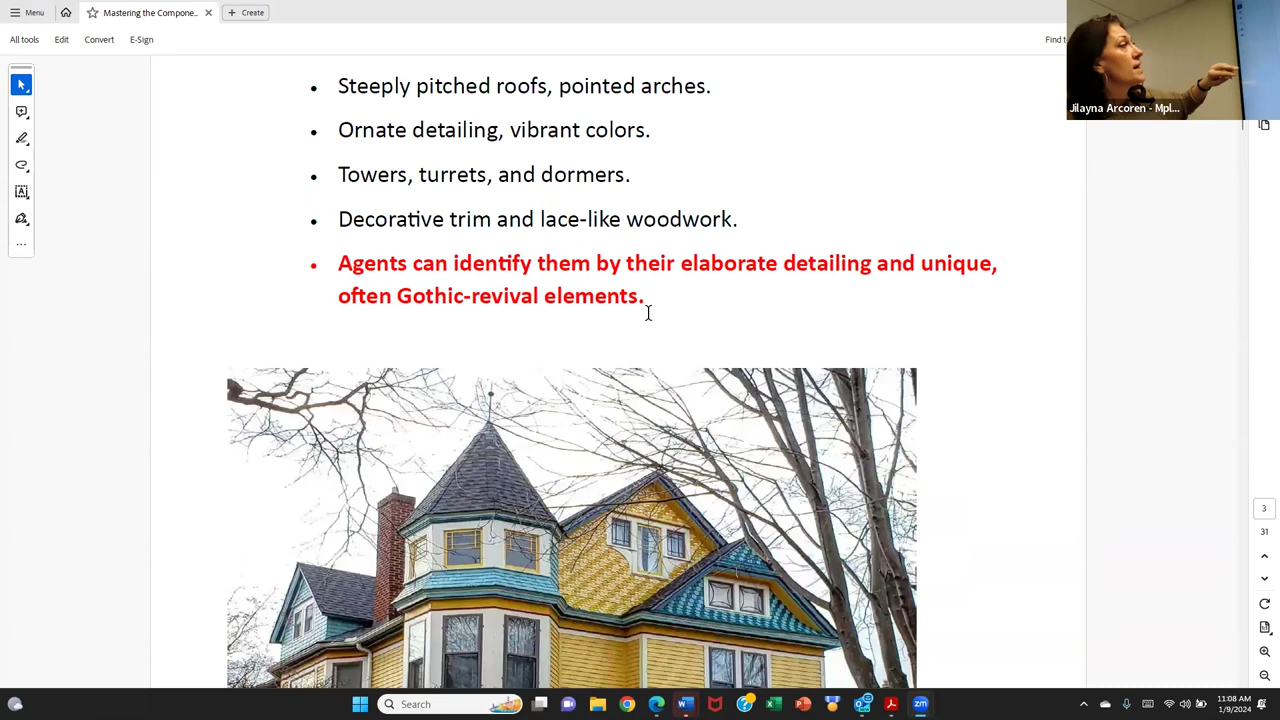 Menu
Mastering the Compone...
Create
All tools
Edit
Convert
E-Sign
Find t
Jilayna Arcoren - Mpl...
• Steeply pitched roofs, pointed arches.
• Ornate detailing, vibrant colors.
• Towers, turrets, and dormers.
• Decorative trim and lace-like woodwork.
• Agents can identify them by their elaborate detailing and unique,
often Gothic-revival elements.
3
31
Search
11:08 AM
1/9/2024